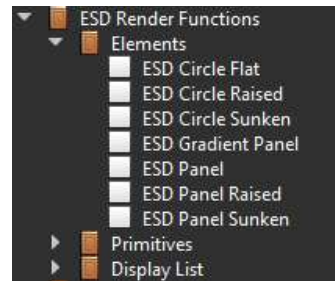 ESD Render Functions
Elements
ESD Circle Flat
ESD Circle Raised
ESD Circle Sunken
ESD Gradient Panel
ESD Panel
ESD Panel Raised
ESD Panel Sunken
Primitives
Display List